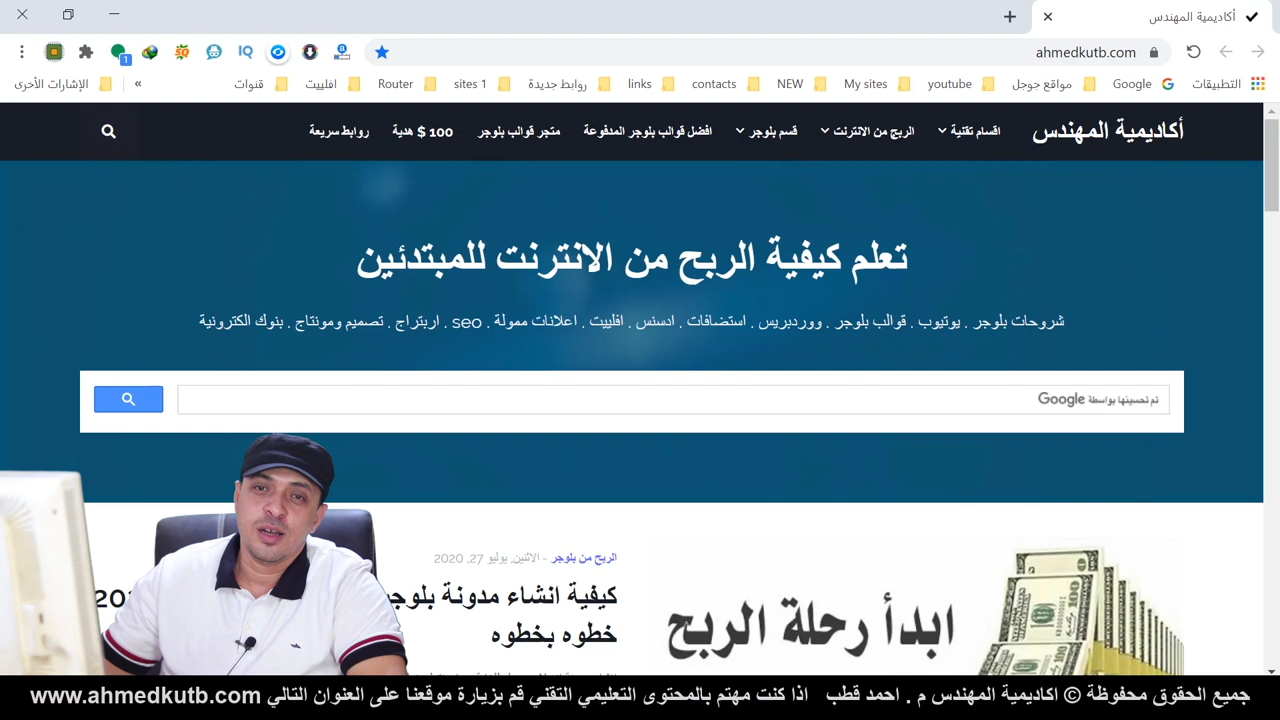 أكاديمية المهندس
ahmedkutb.com
التطبيقات
Google
مواقع جوجل
youtube
My sites
NEW
contacts
links
روابط جديدة
sites 1
Router
افلييت
قنوات
»
الإشارات الأخرى
أكاديمية المهندس
اقسام تقنية
الربح من الانترنت
قسم بلوجر
افضل قوالب بلوجر المدفوعة
متجر قوالب بلوجر
100 $ هدية
روابط سريعة
تعلم كيفية الربح من الانترنت للمبتدئين
شروحات بلوجر . يوتيوب . قوالب بلوجر . ووردبريس . استضافات . ادسنس . افلييت . اعلانات ممولة . seo . اربتراج . تصميم ومونتاج . بنوك الكترونية
تم تحسينها بواسطة Google
ابدأ رحلة الربح
الربح من بلوجر - الاثنين, يوليو 27, 2020
كيفية انشاء مدونة بلوجر
خطوه بخطوه
جميع الحقوق محفوظة © اكاديمية المهندس م . احمد قطب اذا كنت مهتم بالمحتوى التعليمي التقني قم بزيارة موقعنا على العنوان التالي www.ahmedkutb.com